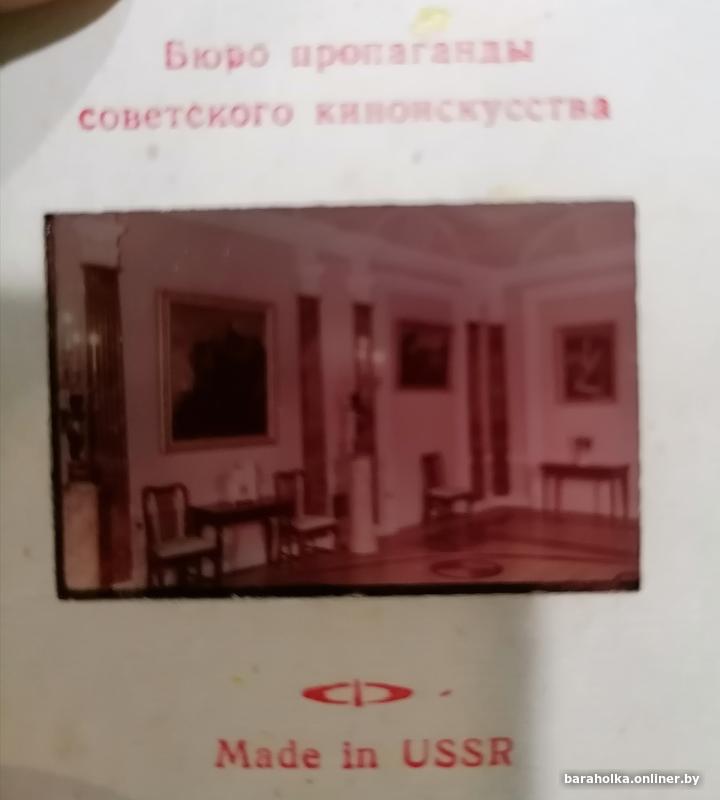 Бюро пропаганды
советского киноискусства
Made in USSR
baraholka.onliner.by